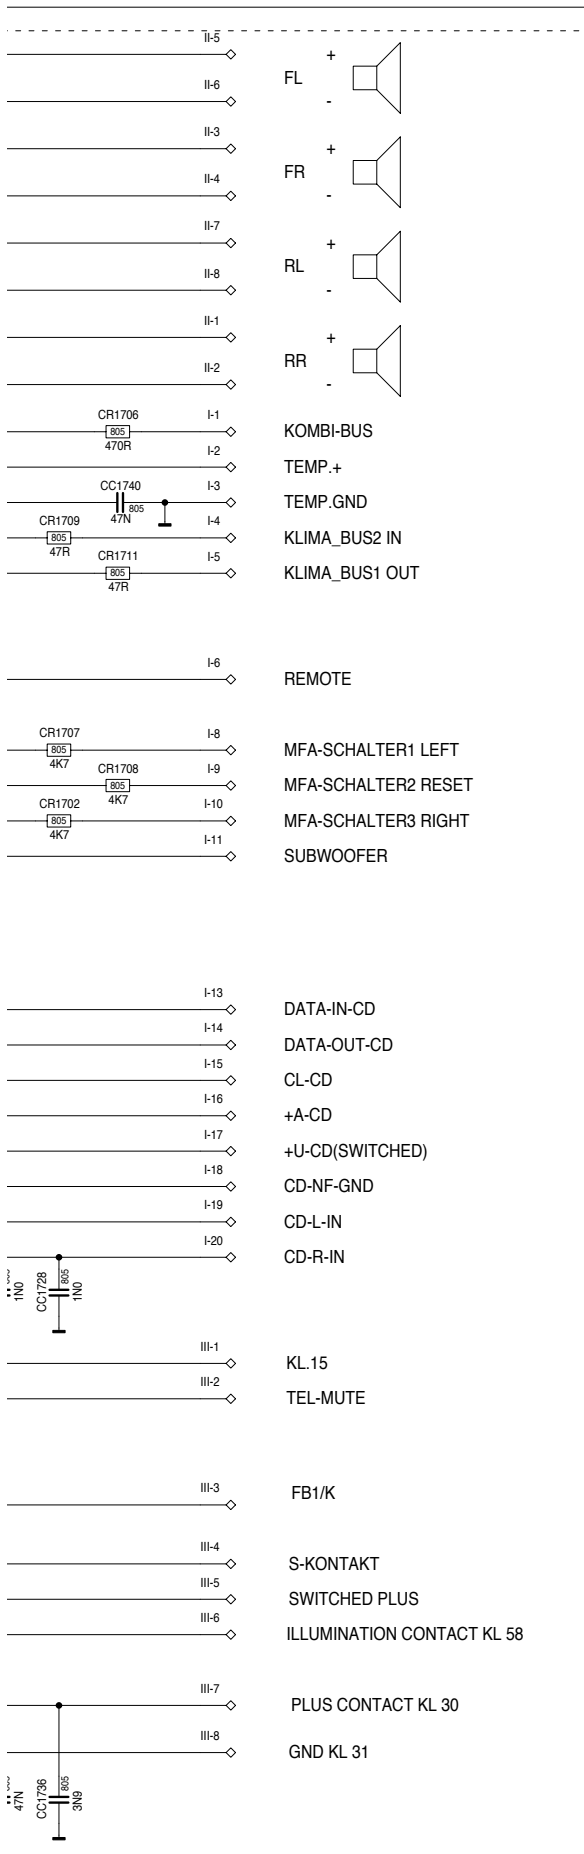 II-5
+
FL
II-6
-
II-3
+
FR
II-4
-
II-7
+
RL
II-8
-
II-1
+
RR
II-2
-
CR1706
I-1
805
KOMBI-BUS
470R
I-2
TEMP.+
CC1740
I-3
805
TEMP.GND
47N
CR1709
I-4
805
KLIMA_BUS2 IN
47R
CR1711
I-5
805
KLIMA_BUS1 OUT
47R
I-6
REMOTE
CR1707
I-8
805
MFA-SCHALTER1 LEFT
4K7
CR1708
I-9
805
MFA-SCHALTER2 RESET
4K7
CR1702
I-10
805
MFA-SCHALTER3 RIGHT
4K7
I-11
SUBWOOFER
I-13
DATA-IN-CD
I-14
DATA-OUT-CD
I-15
CL-CD
I-16
+A-CD
I-17
+U-CD(SWITCHED)
I-18
CD-NF-GND
I-19
CD-L-IN
I-20
CD-R-IN
1N0
CC1728
805
1N0
III-1
KL.15
III-2
TEL-MUTE
III-3
FB1/K
III-4
S-KONTAKT
III-5
SWITCHED PLUS
III-6
ILLUMINATION CONTACT KL 58
III-7
PLUS CONTACT KL 30
III-8
GND KL 31
47N
CC1736
805
3N9